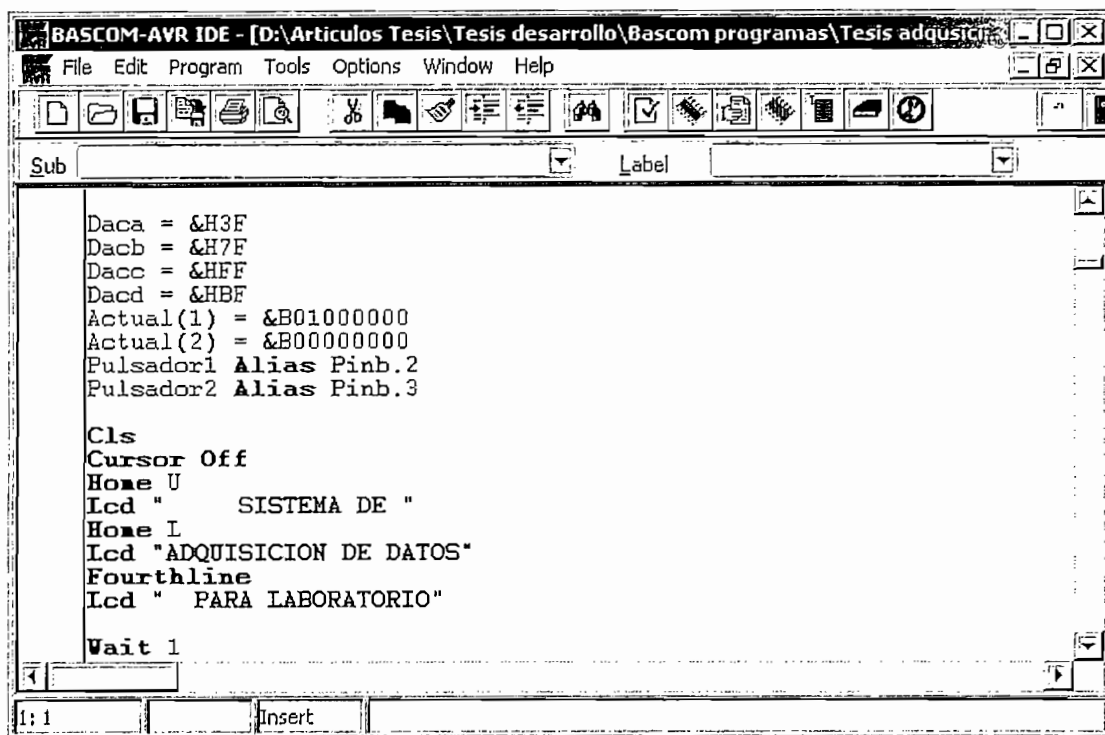 BASCOM-AVR IDE - [D:\Articulos Tesis\Tesis desarrollo\Bascom programas\Tesis
File Edit Program Tools Options Window Help
Sub Label
Daca = &H3F
Dacb = &H7F
Dacc = &HFF
Dacd = &HBF
Actual(1) = &B01000000
Actual(2) = &B00000000
Pulsador1 Alias Pinb.2
Pulsador2 Alias Pinb.3
Cls
Cursor Off
Home U
Lcd "     SISTEMA DE "
Home L
Lcd "ADQUISICION DE DATOS"
Fourthline
Lcd "  PARA LABORATORIO"
Wait 1
1: 1 Insert